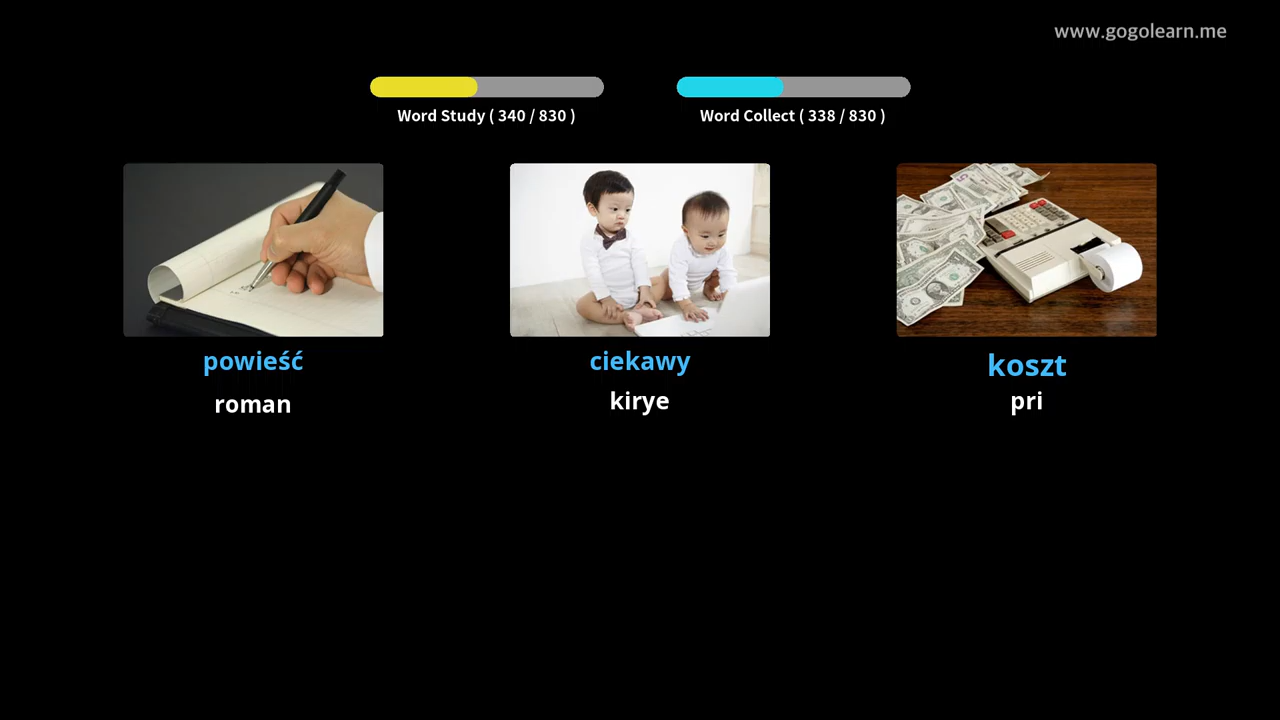 www.gogolearn.me
Word Study ( 340 / 830 )
Word Collect ( 338 / 830 )
powieść
ciekawy
koszt
roman
kirye
pri